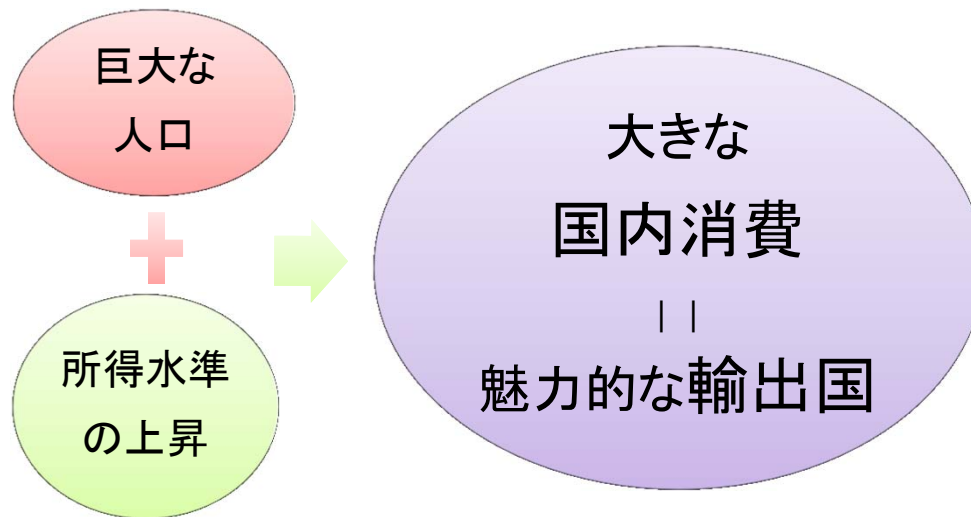 巨大な
人口
所得水準
の上昇
大きな
国内消費
||
魅力的な輸出国